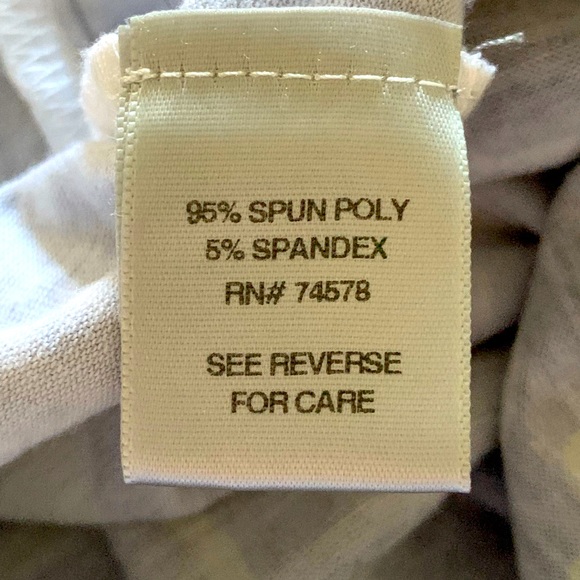 95% SPUN POLY
5% SPANDEX
RN# 74578
SEE REVERSE
FOR CARE